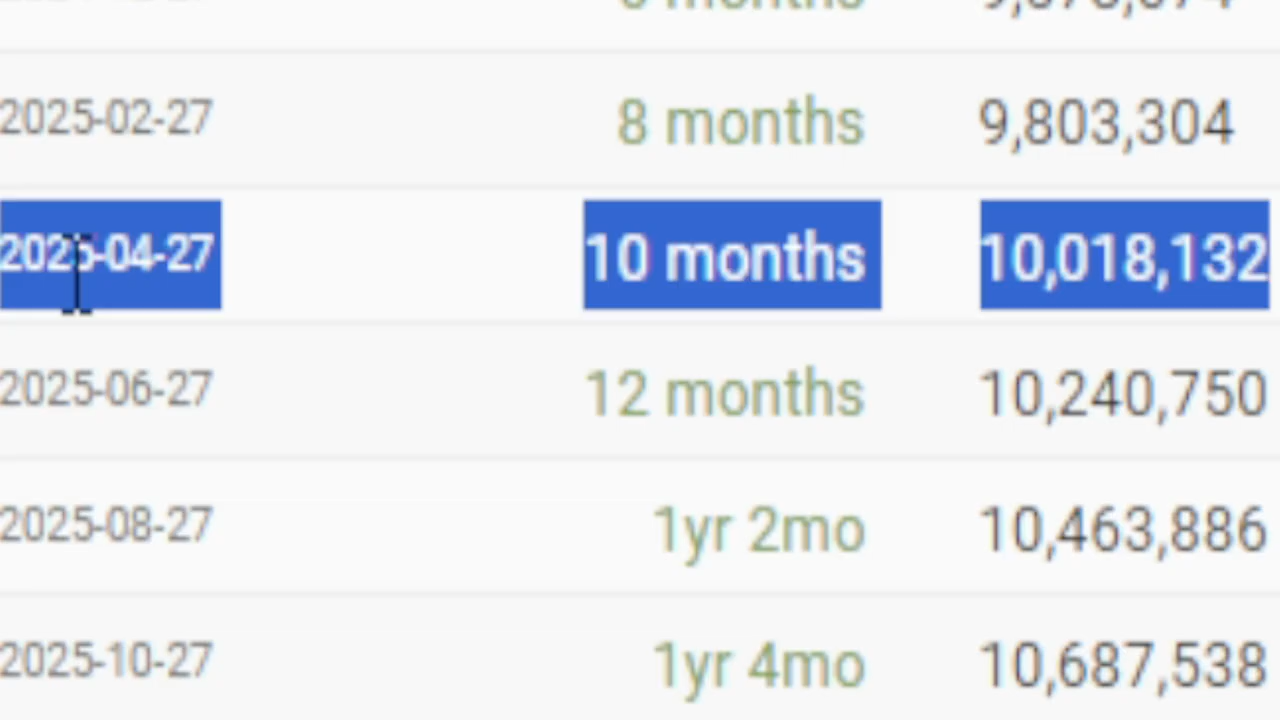 2025-02-27 8 months 9,803,304
2025-04-27 10 months 10,018,132
2025-06-27 12 months 10,240,750
2025-08-27 1yr 2mo 10,463,886
2025-10-27 1yr 4mo 10,687,538